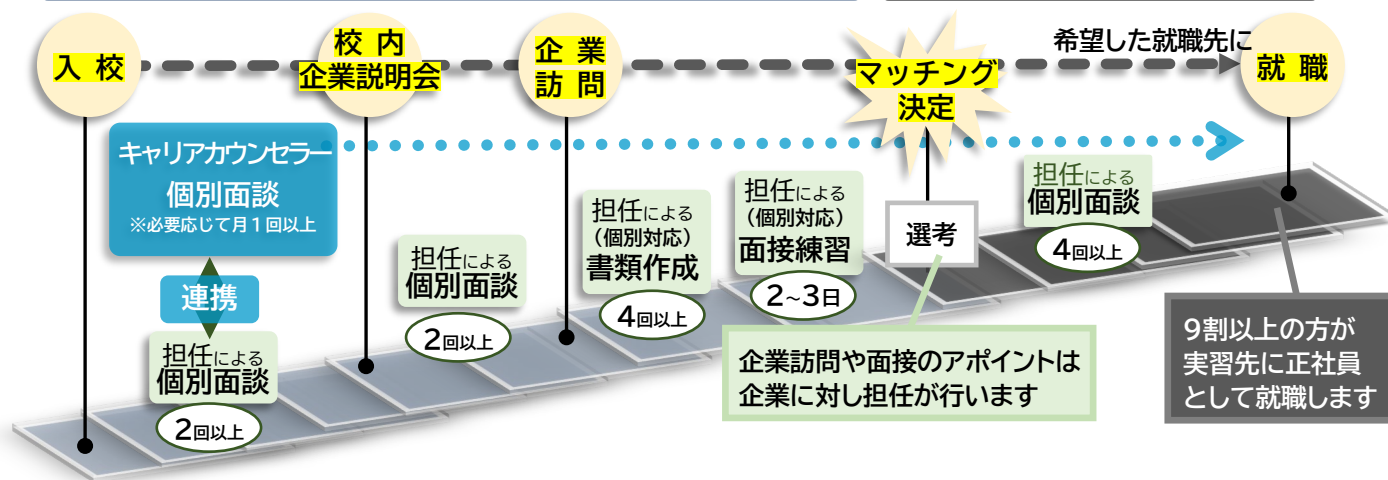 入 校
校 内
企業説明会
企 業
訪 問
マッチング
決定
希望した就職先に
就 職
キャリアカウンセラー
個別面談
※必要応じて月1回以上
連携
担任による
個別面談
2回以上
担任による
個別面談
2回以上
担任による
(個別対応)
書類作成
4回以上
担任による
(個別対応)
面接練習
2~3日
選考
担任による
個別面談
4回以上
企業訪問や面接のアポイントは
企業に対し担任が行います
9割以上の方が
実習先に正社員
として就職します